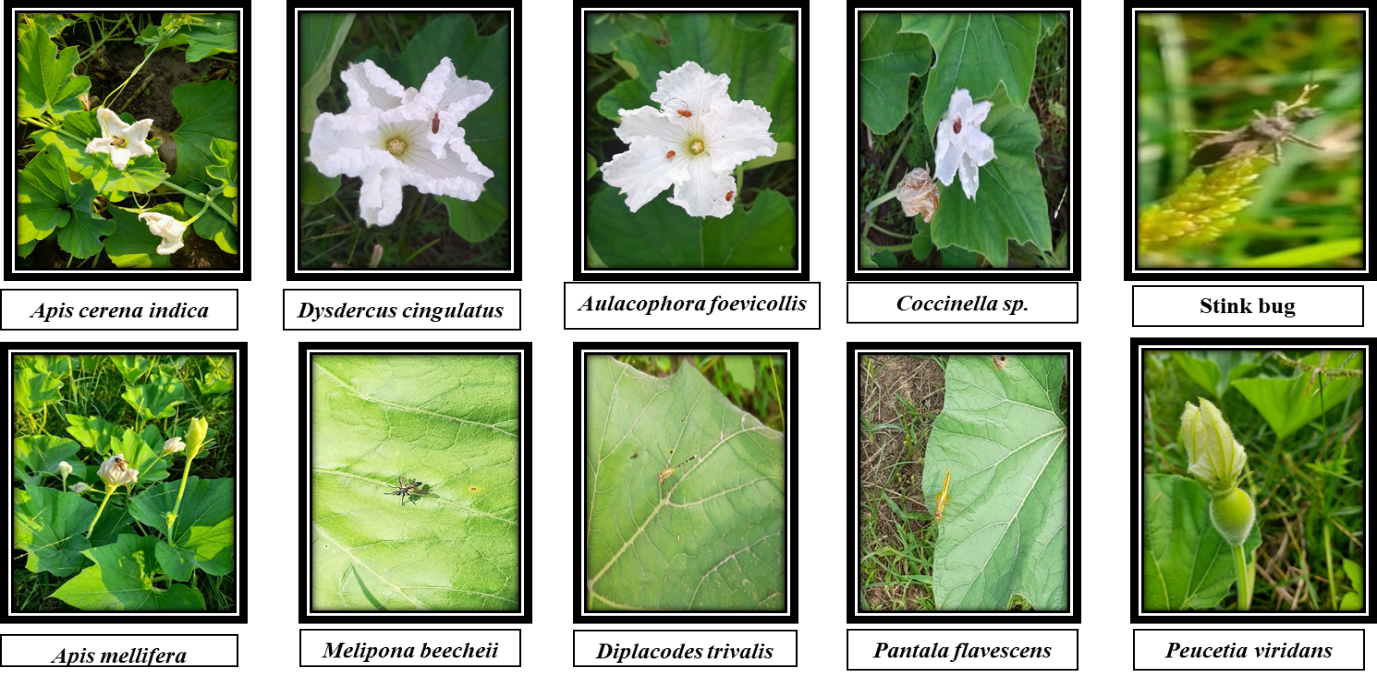 Apis cerena indica
Dysdercus cingulatus
Aulacophora foevicollis
Coccinella sp.
Stink bug
Apis mellifera
Melipona beecheii
Diplacodes trivalis
Pantala flavescens
Peucetia viridans